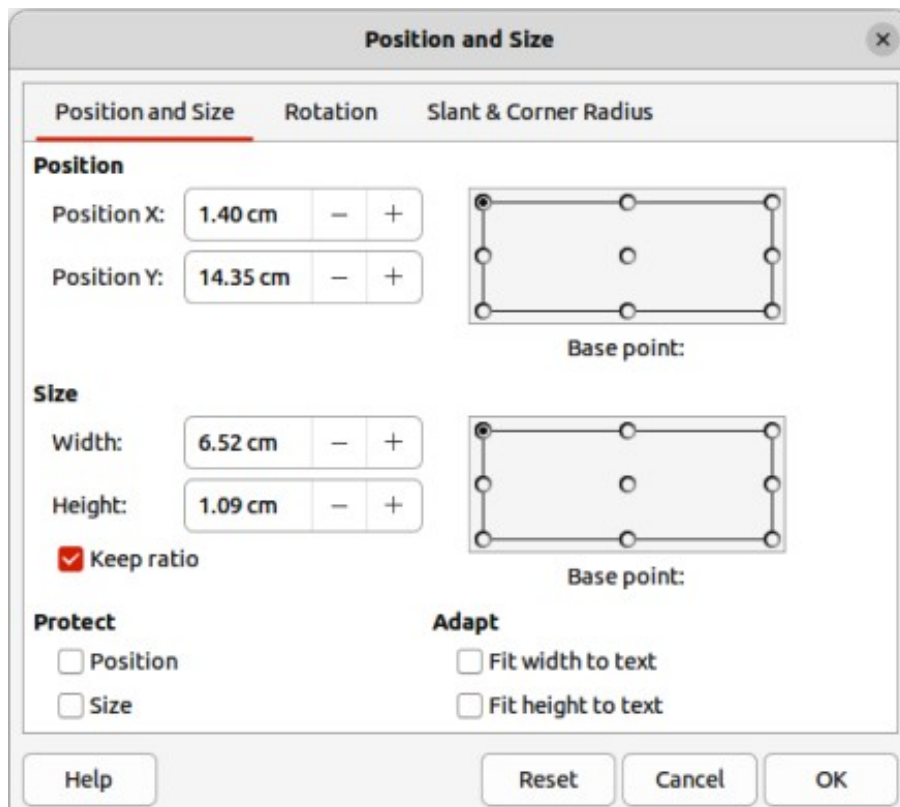 Position and Size
Position and Size Rotation Slant & Corner Radius
Position
Position X: 1.40 cm − +
Position Y: 14.35 cm − +
Base point:
Size
Width: 6.52 cm − +
Height: 1.09 cm − +
Keep ratio
Base point:
Protect Adapt
Position Fit width to text
Size Fit height to text
Help Reset Cancel OK